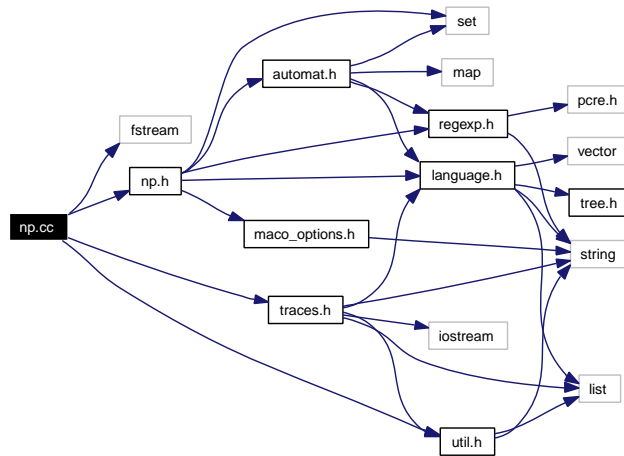 set
automat.h
map
pcre.h
fstream
regexp.h
vector
np.h
language.h
tree.h
np.cc
maco_options.h
string
traces.h
iostream
list
util.h